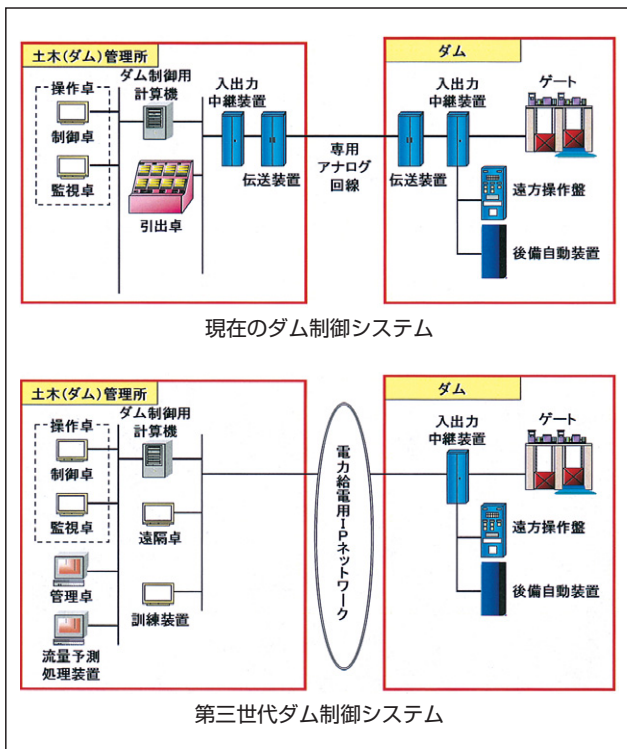 土木(ダム)管理所
操作卓
制御卓
監視卓
ダム制御用
計算機
引出卓
入出力
中継装置
伝送装置
専用
アナログ
回線
ダム
入出力
中継装置
伝送装置
ゲート
遠方操作盤
後備自動装置
現在のダム制御システム
土木(ダム)管理所
操作卓
制御卓
監視卓
管理卓
流量予測
処理装置
ダム制御用
計算機
遠隔卓
訓練装置
電力給電用IPネットワーク
ダム
入出力
中継装置
ゲート
遠方操作盤
後備自動装置
第三世代ダム制御システム